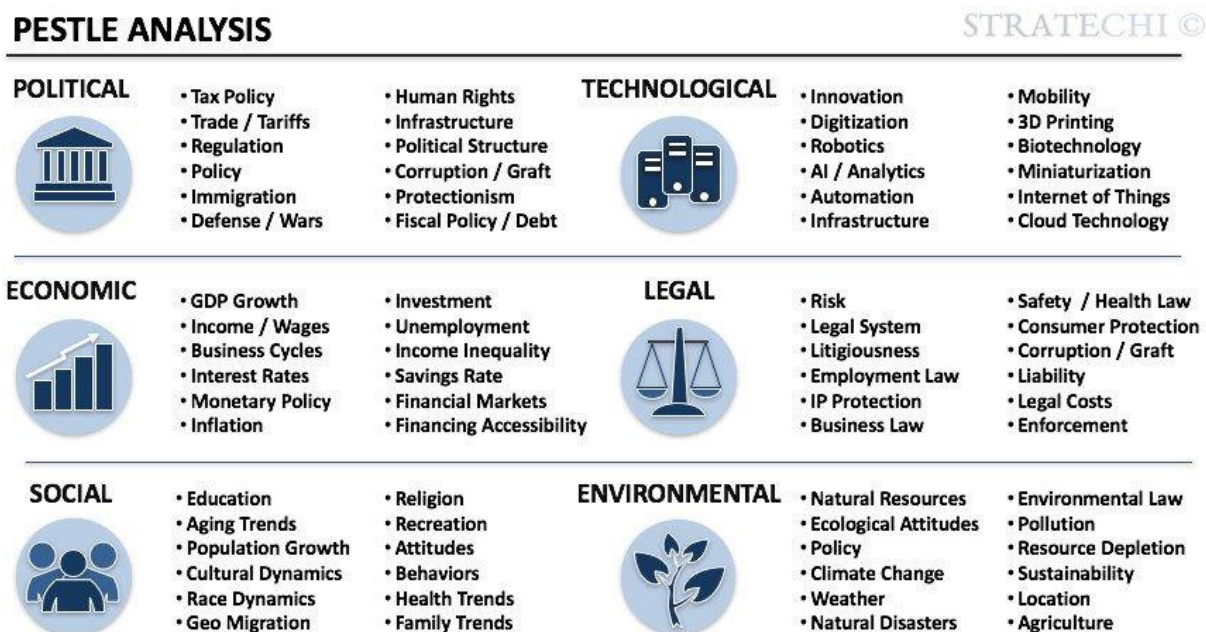 PESTLE ANALYSIS
STRATECHI ©
POLITICAL
• Tax Policy
• Trade / Tariffs
• Regulation
• Policy
• Immigration
• Defense / Wars
• Human Rights
• Infrastructure
• Political Structure
• Corruption / Graft
• Protectionism
• Fiscal Policy / Debt
TECHNOLOGICAL
• Innovation
• Digitization
• Robotics
• AI / Analytics
• Automation
• Infrastructure
• Mobility
• 3D Printing
• Biotechnology
• Miniaturization
• Internet of Things
• Cloud Technology
ECONOMIC
• GDP Growth
• Income / Wages
• Business Cycles
• Interest Rates
• Monetary Policy
• Inflation
• Investment
• Unemployment
• Income Inequality
• Savings Rate
• Financial Markets
• Financing Accessibility
LEGAL
• Risk
• Legal System
• Litigiousness
• Employment Law
• IP Protection
• Business Law
• Safety / Health Law
• Consumer Protection
• Corruption / Graft
• Liability
• Legal Costs
• Enforcement
SOCIAL
• Education
• Aging Trends
• Population Growth
• Cultural Dynamics
• Race Dynamics
• Geo Migration
• Religion
• Recreation
• Attitudes
• Behaviors
• Health Trends
• Family Trends
ENVIRONMENTAL
• Natural Resources
• Ecological Attitudes
• Policy
• Climate Change
• Weather
• Natural Disasters
• Environmental Law
• Pollution
• Resource Depletion
• Sustainability
• Location
• Agriculture